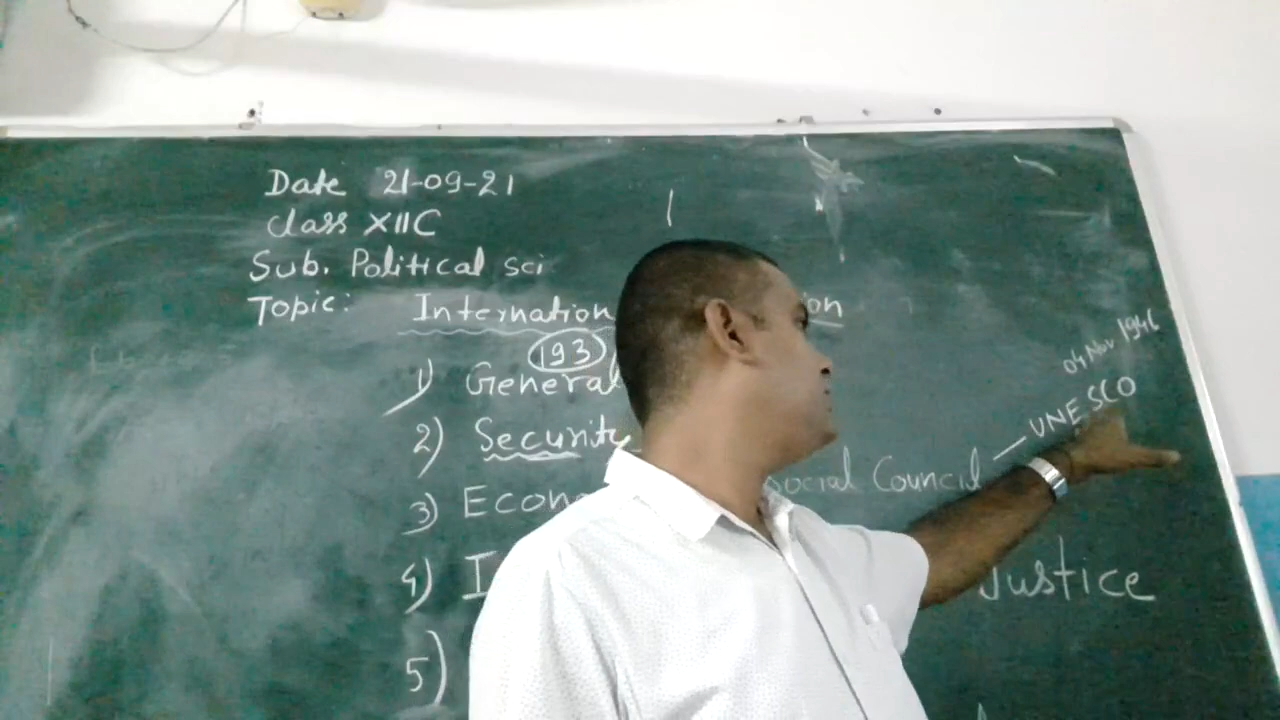 Date 21-09-21
Class XIIC
Sub. Political sci
Topic: Internation on
193
1) General
2) Security
3) Econo social Council — UNESCO 04 Nov 1946
4) I Justice
5)